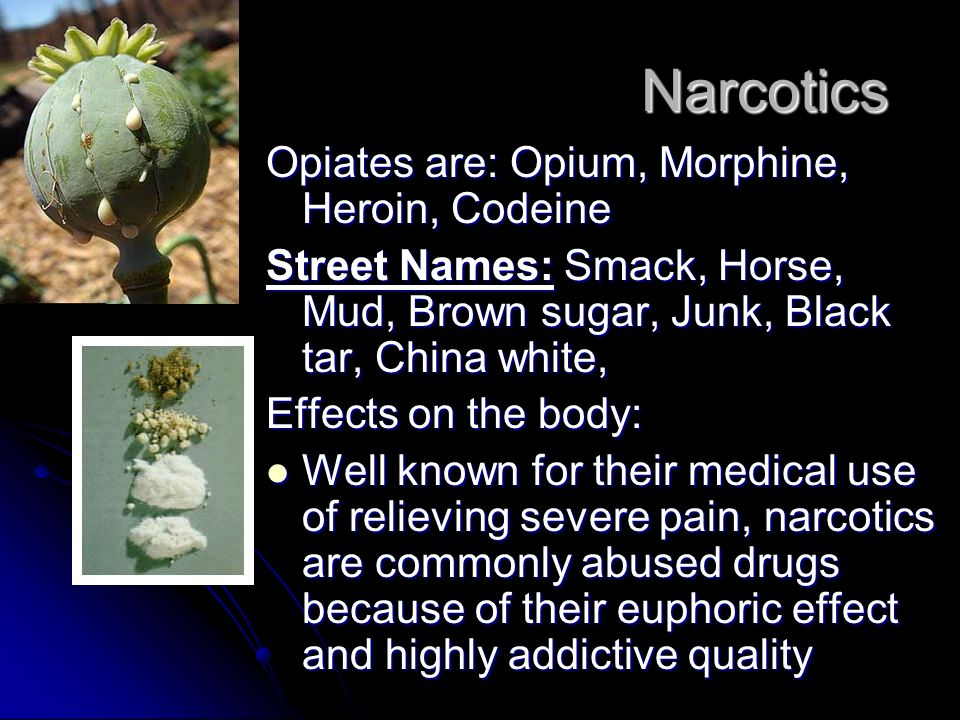 Narcotics
Opiates are: Opium, Morphine,
Heroin, Codeine
Street Names: Smack, Horse,
Mud, Brown sugar, Junk, Black
tar, China white,
Effects on the body:
Well known for their medical use
of relieving severe pain, narcotics
are commonly abused drugs
because of their euphoric effect
and highly addictive quality